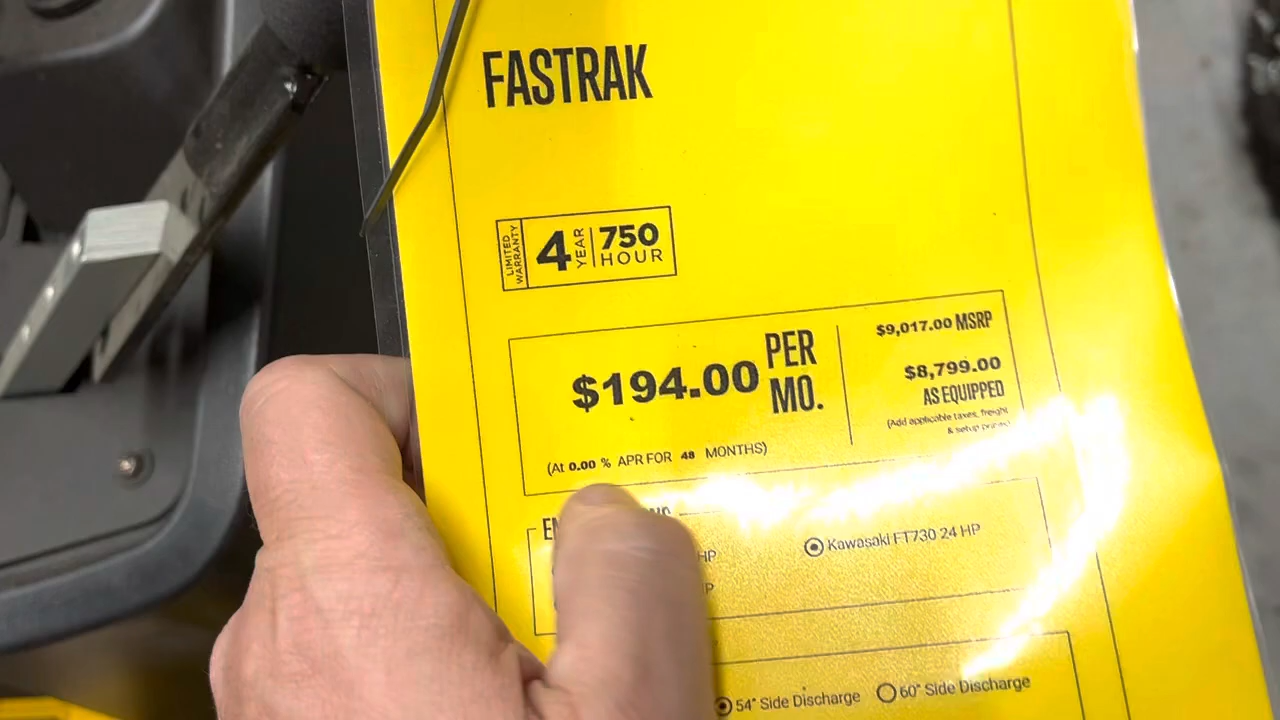 FASTRAK
LIMITED WARRANTY 4 YEAR 750 HOUR
$194.00 PER MO.
(At 0.00 % APR FOR 48 MONTHS)
$9,017.00 MSRP
$8,799.00
AS EQUIPPED
(Add applicable taxes, freight
& setup prices)
HP
Kawasaki FT730 24 HP
54" Side Discharge
60" Side Discharge